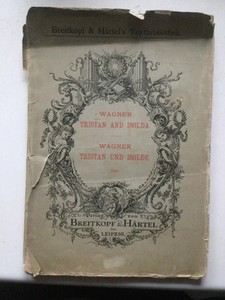 Breitkopf & Härtel's Textbibliothek.
WAGNER
TRISTAN AND ISOLDA
WAGNER
TRISTAN UND ISOLDE.
BREITKOPF & HÄRTEL
LEIPZIG.